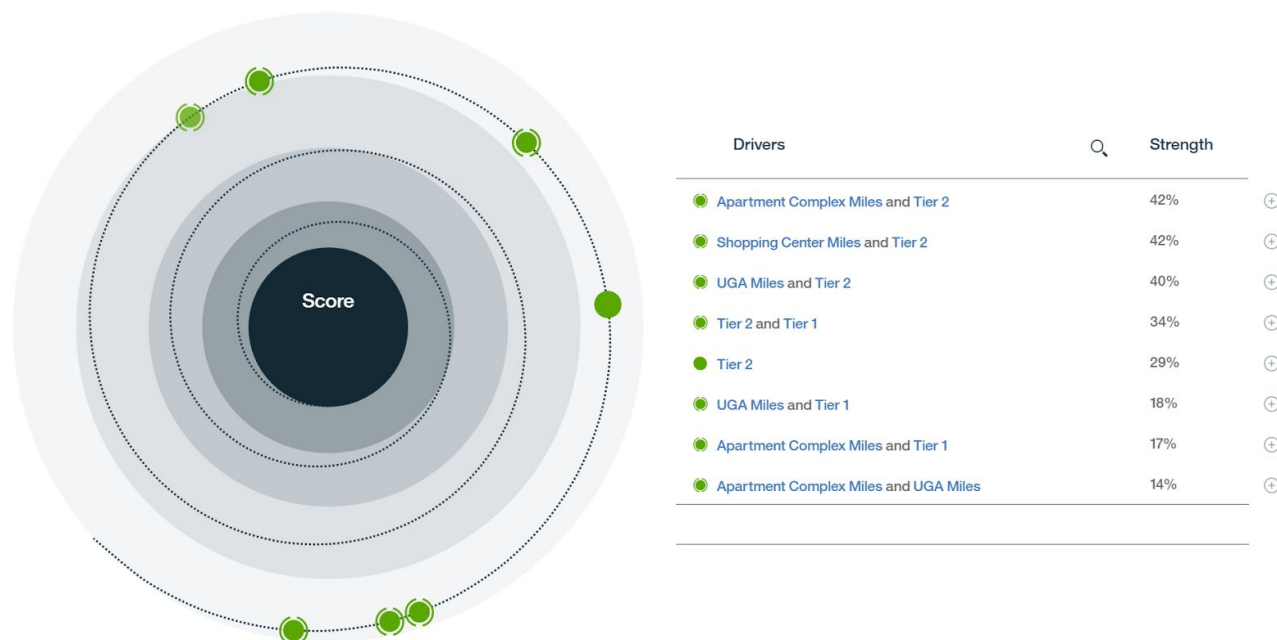 Score
Drivers Strength
Apartment Complex Miles and Tier 2 42%
Shopping Center Miles and Tier 2 42%
UGA Miles and Tier 2 40%
Tier 2 and Tier 1 34%
Tier 2 29%
UGA Miles and Tier 1 18%
Apartment Complex Miles and Tier 1 17%
Apartment Complex Miles and UGA Miles 14%